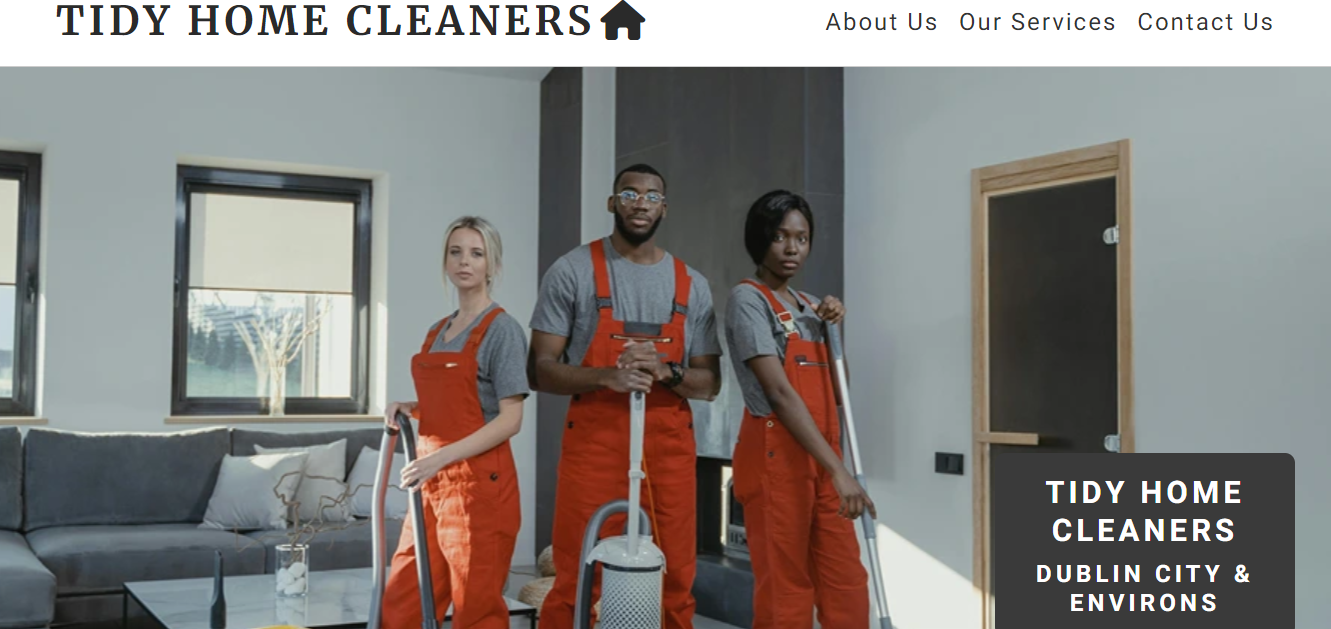 TIDY HOME CLEANERS
About Us Our Services Contact Us
TIDY HOME
CLEANERS
DUBLIN CITY &
ENVIRONS